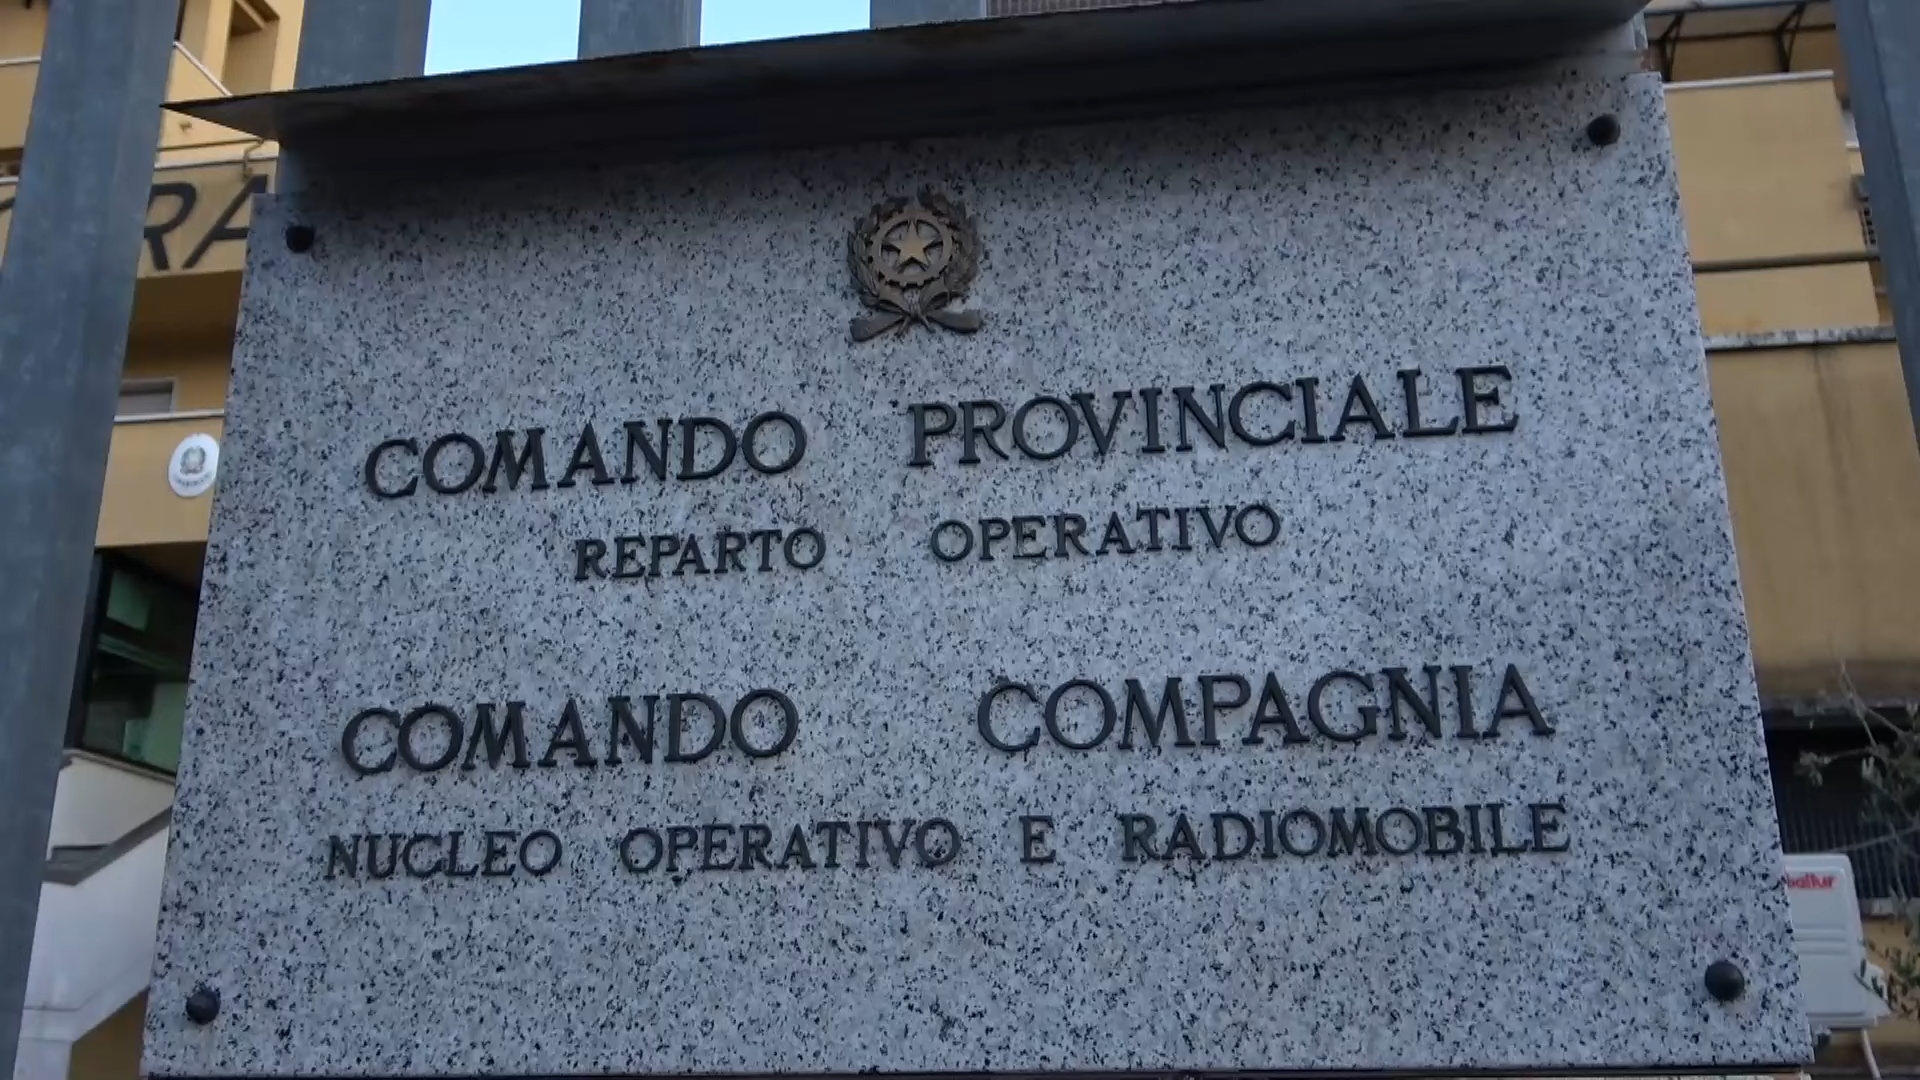 COMANDO PROVINCIALE
REPARTO OPERATIVO
COMANDO COMPAGNIA
NUCLEO OPERATIVO E RADIOMOBILE